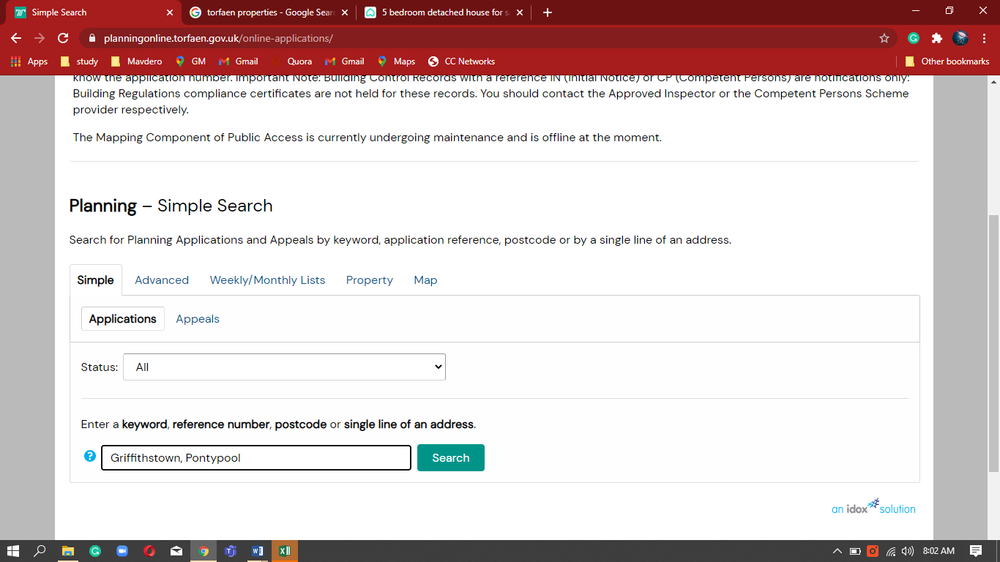 Simple Search
torfaen properties - Google Sear
5 bedroom detached house for s
planningonline.torfaen.gov.uk/online-applications/
Apps study Mavdero GM Gmail Quora Gmail Maps CC Networks Other bookmarks
know the application number. Important Note: Building Control Records with a reference IN (Initial Notice) or CP (Competent Persons) are notifications only:
Building Regulations compliance certificates are not held for these records. You should contact the Approved Inspector or the Competent Persons Scheme
provider respectively.
The Mapping Component of Public Access is currently undergoing maintenance and is offline at the moment.
Planning – Simple Search
Search for Planning Applications and Appeals by keyword, application reference, postcode or by a single line of an address.
Simple Advanced Weekly/Monthly Lists Property Map
Applications Appeals
Status: All
Enter a keyword, reference number, postcode or single line of an address.
? Griffithstown, Pontypool Search
an idox solution
8:02 AM